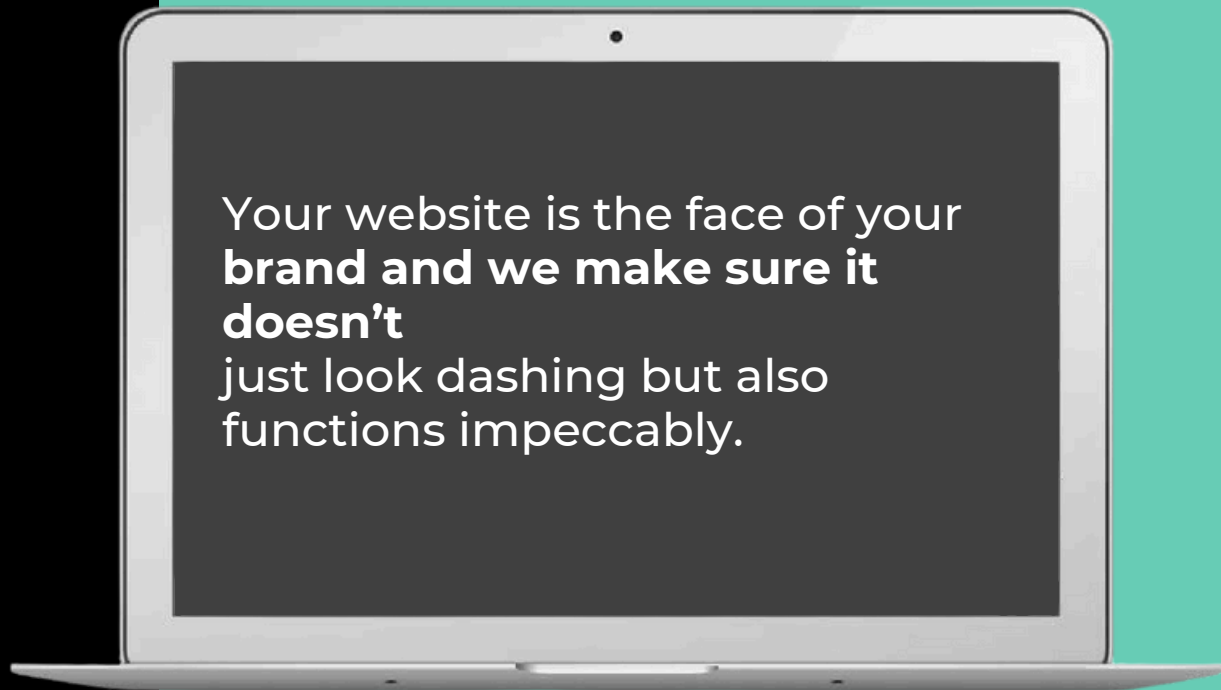 Your website is the face of your
brand and we make sure it
doesn’t
just look dashing but also
functions impeccably.